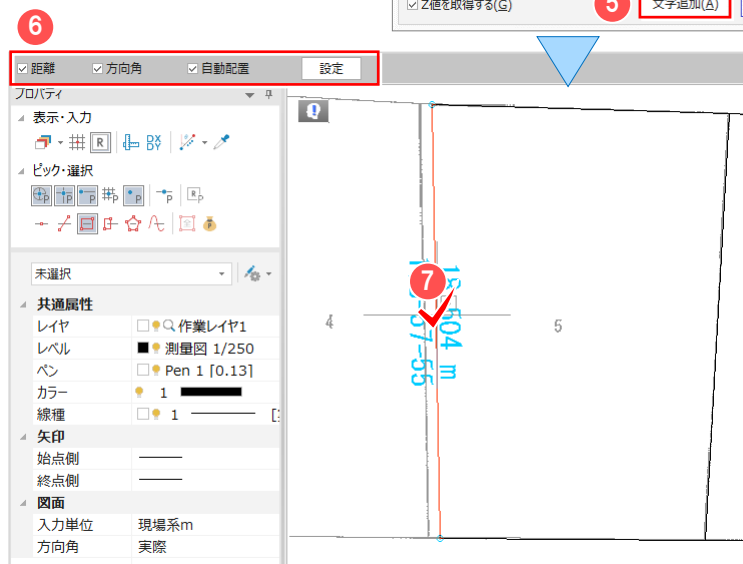 ☑ Z値を取得する(G)
5
文字追加(A)
6
☑ 距離 ☑ 方向角 ☑ 自動配置 設定
プロパティ
表示・入力
R
DX
DY
ピック・選択
未選択
共通属性
レイヤ 作業レイヤ1
レベル 測量図 1/250
ペン Pen 1 [0.13]
カラー 1
線種 1
矢印
始点側
終点側
図面
入力単位 現場系m
方向角 実際
7
4
5